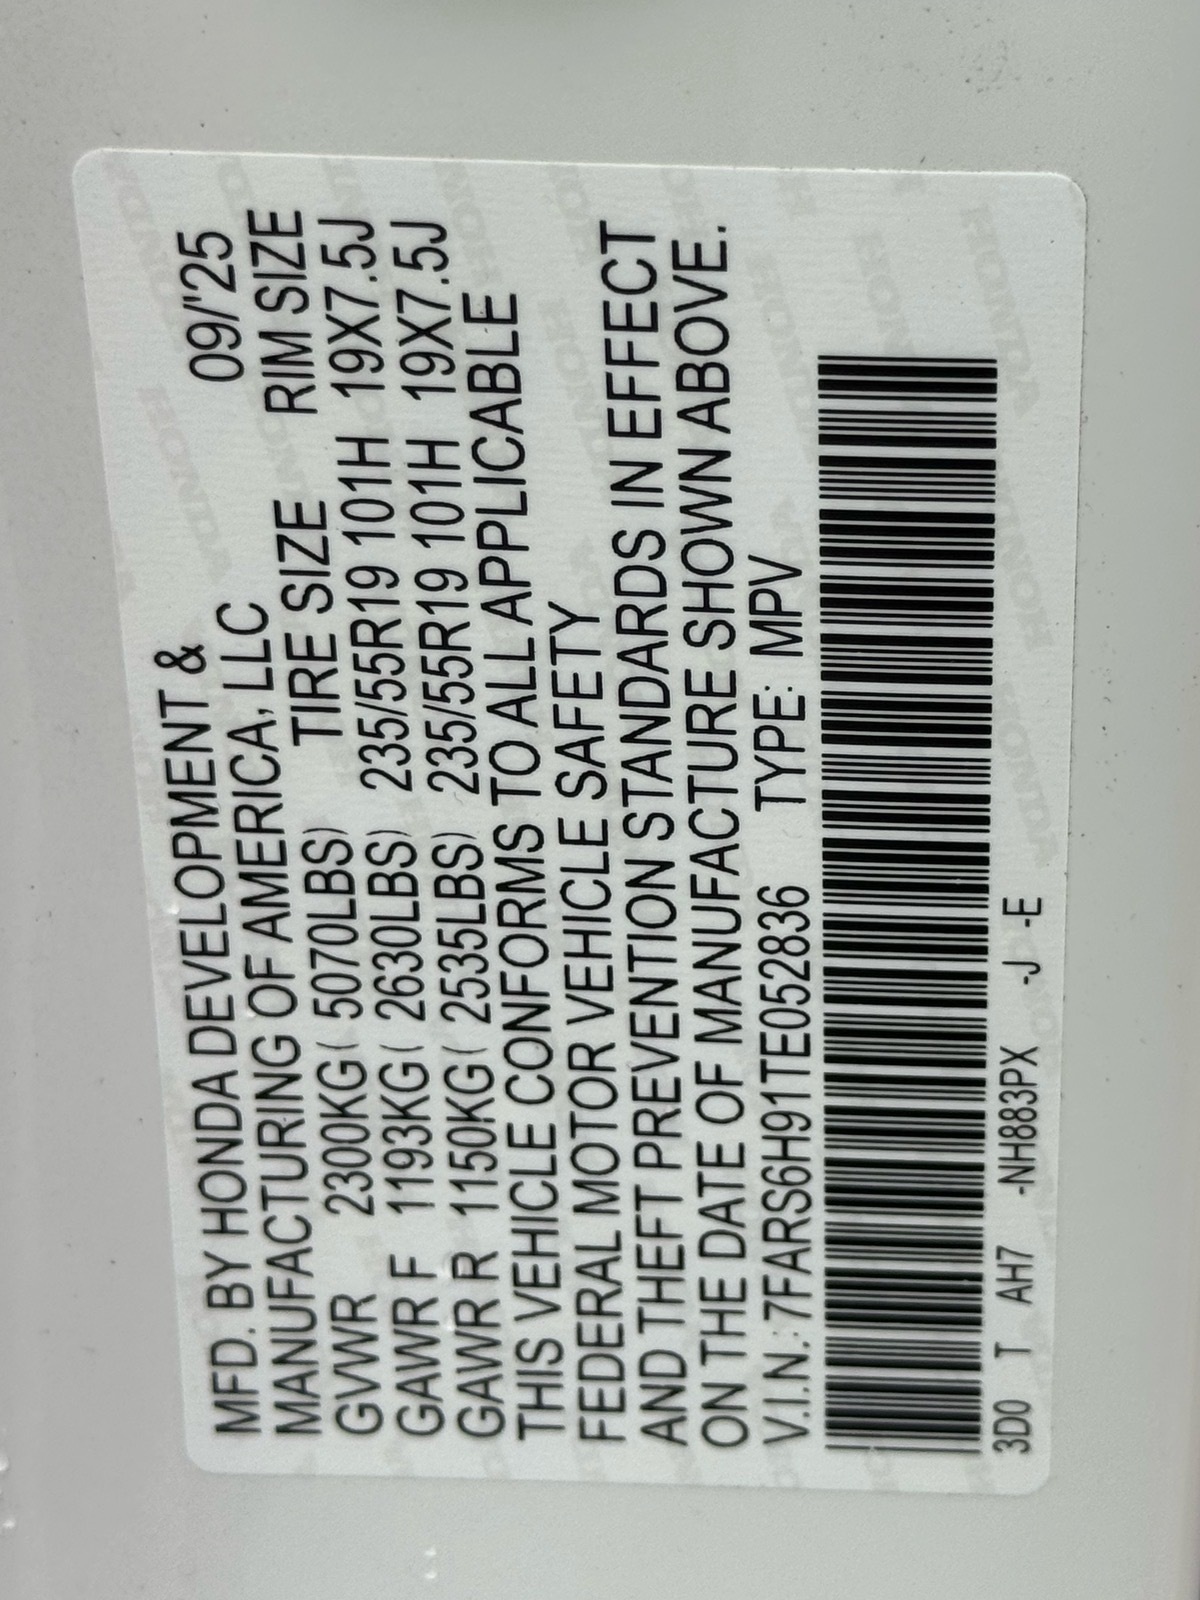 MFD. BY HONDA DEVELOPMENT & 09/'25
MANUFACTURING OF AMERICA, LLC
TIRE SIZE RIM SIZE
GVWR 2300KG( 5070LBS)
GAWR F 1193KG( 2630LBS) 235/55R19 101H 19X7.5J
GAWR R 1150KG( 2535LBS) 235/55R19 101H 19X7.5J
THIS VEHICLE CONFORMS TO ALL APPLICABLE
FEDERAL MOTOR VEHICLE SAFETY
AND THEFT PREVENTION STANDARDS IN EFFECT
ON THE DATE OF MANUFACTURE SHOWN ABOVE.
V.I.N.: 7FARS6H91TE052836 TYPE: MPV
3D0 T AH7 -NH883PX -J -E